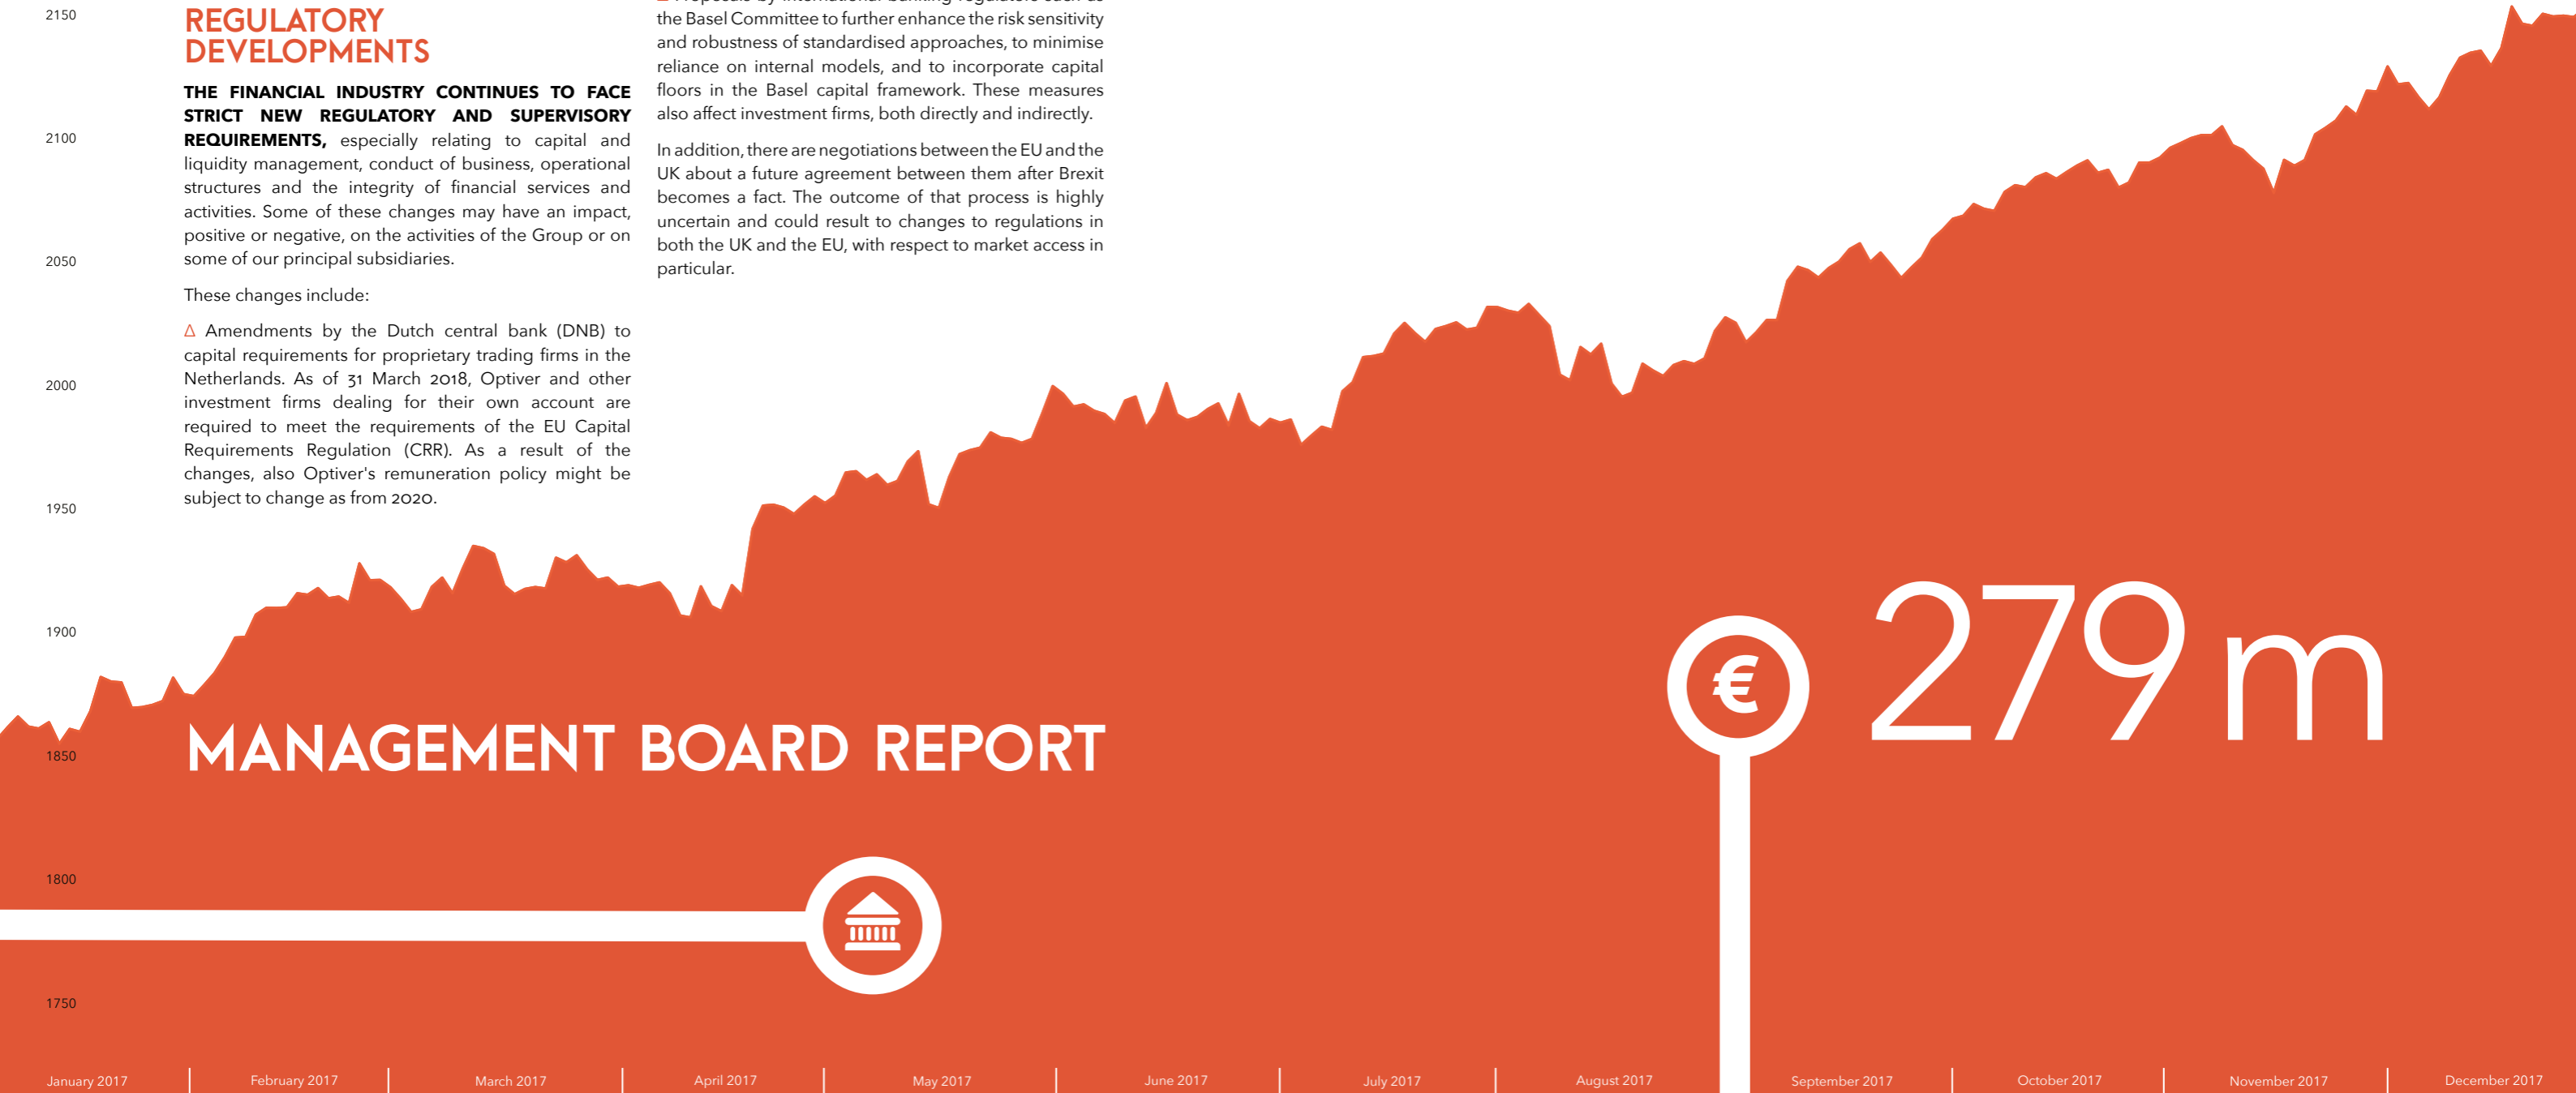 REGULATORY
DEVELOPMENTS
THE FINANCIAL INDUSTRY CONTINUES TO FACE
STRICT NEW REGULATORY AND SUPERVISORY
REQUIREMENTS, especially relating to capital and
liquidity management, conduct of business, operational
structures and the integrity of financial services and
activities. Some of these changes may have an impact,
positive or negative, on the activities of the Group or on
some of our principal subsidiaries.
These changes include:
Δ Amendments by the Dutch central bank (DNB) to
capital requirements for proprietary trading firms in the
Netherlands. As of 31 March 2018, Optiver and other
investment firms dealing for their own account are
required to meet the requirements of the EU Capital
Requirements Regulation (CRR). As a result of the
changes, also Optiver's remuneration policy might be
subject to change as from 2020.
Δ Proposals by international banking regulators such as
the Basel Committee to further enhance the risk sensitivity
and robustness of standardised approaches, to minimise
reliance on internal models, and to incorporate capital
floors in the Basel capital framework. These measures
also affect investment firms, both directly and indirectly.
In addition, there are negotiations between the EU and the
UK about a future agreement between them after Brexit
becomes a fact. The outcome of that process is highly
uncertain and could result to changes to regulations in
both the UK and the EU, with respect to market access in
particular.
2150
2100
2050
2000
1950
1900
1850
1800
1750
MANAGEMENT BOARD REPORT
€ 279 m
January 2017
February 2017
March 2017
April 2017
May 2017
June 2017
July 2017
August 2017
September 2017
October 2017
November 2017
December 2017